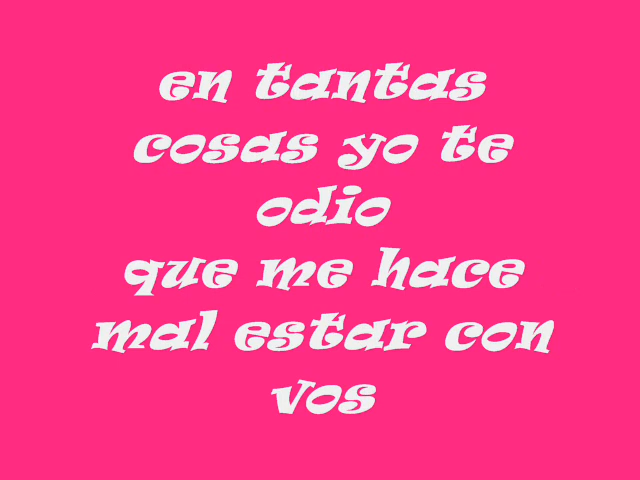 en tantas
cosas yo te
odio
que me hace
mal estar con
vos